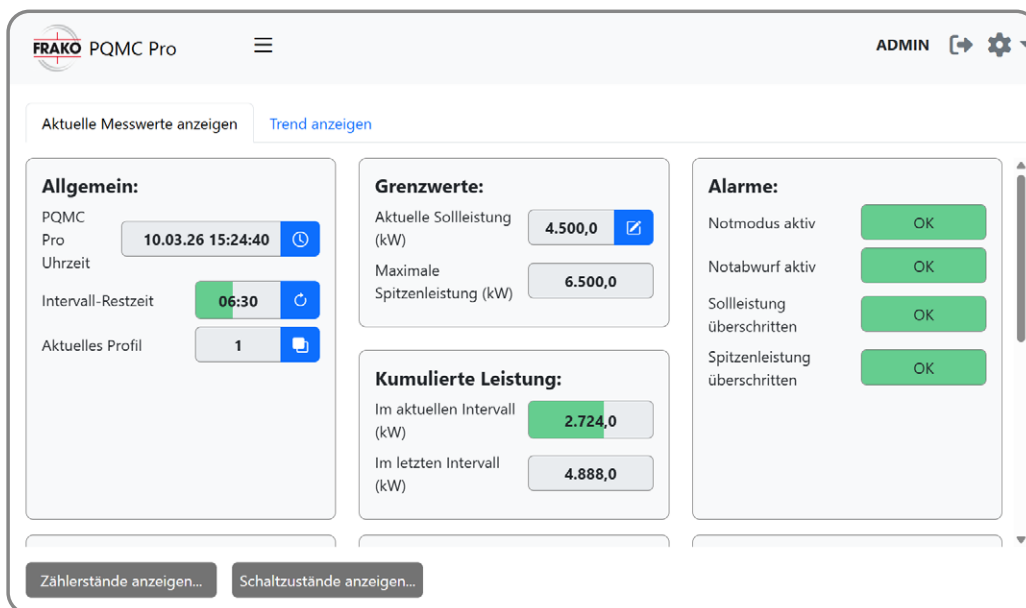 FRAKO PQMC Pro
ADMIN
Aktuelle Messwerte anzeigen
Trend anzeigen
Allgemein:
PQMC
Pro
Uhrzeit
10.03.26 15:24:40
Intervall-Restzeit
06:30
Aktuelles Profil
1
Grenzwerte:
Aktuelle Sollleistung
(kW)
4.500,0
Maximale
Spitzenleistung (kW)
6.500,0
Kumulierte Leistung:
Im aktuellen Intervall
(kW)
2.724,0
Im letzten Intervall
(kW)
4.888,0
Alarme:
Notmodus aktiv
OK
Notabwurf aktiv
OK
Sollleistung
überschritten
OK
Spitzenleistung
überschritten
OK
Zählerstände anzeigen...
Schaltzustände anzeigen...